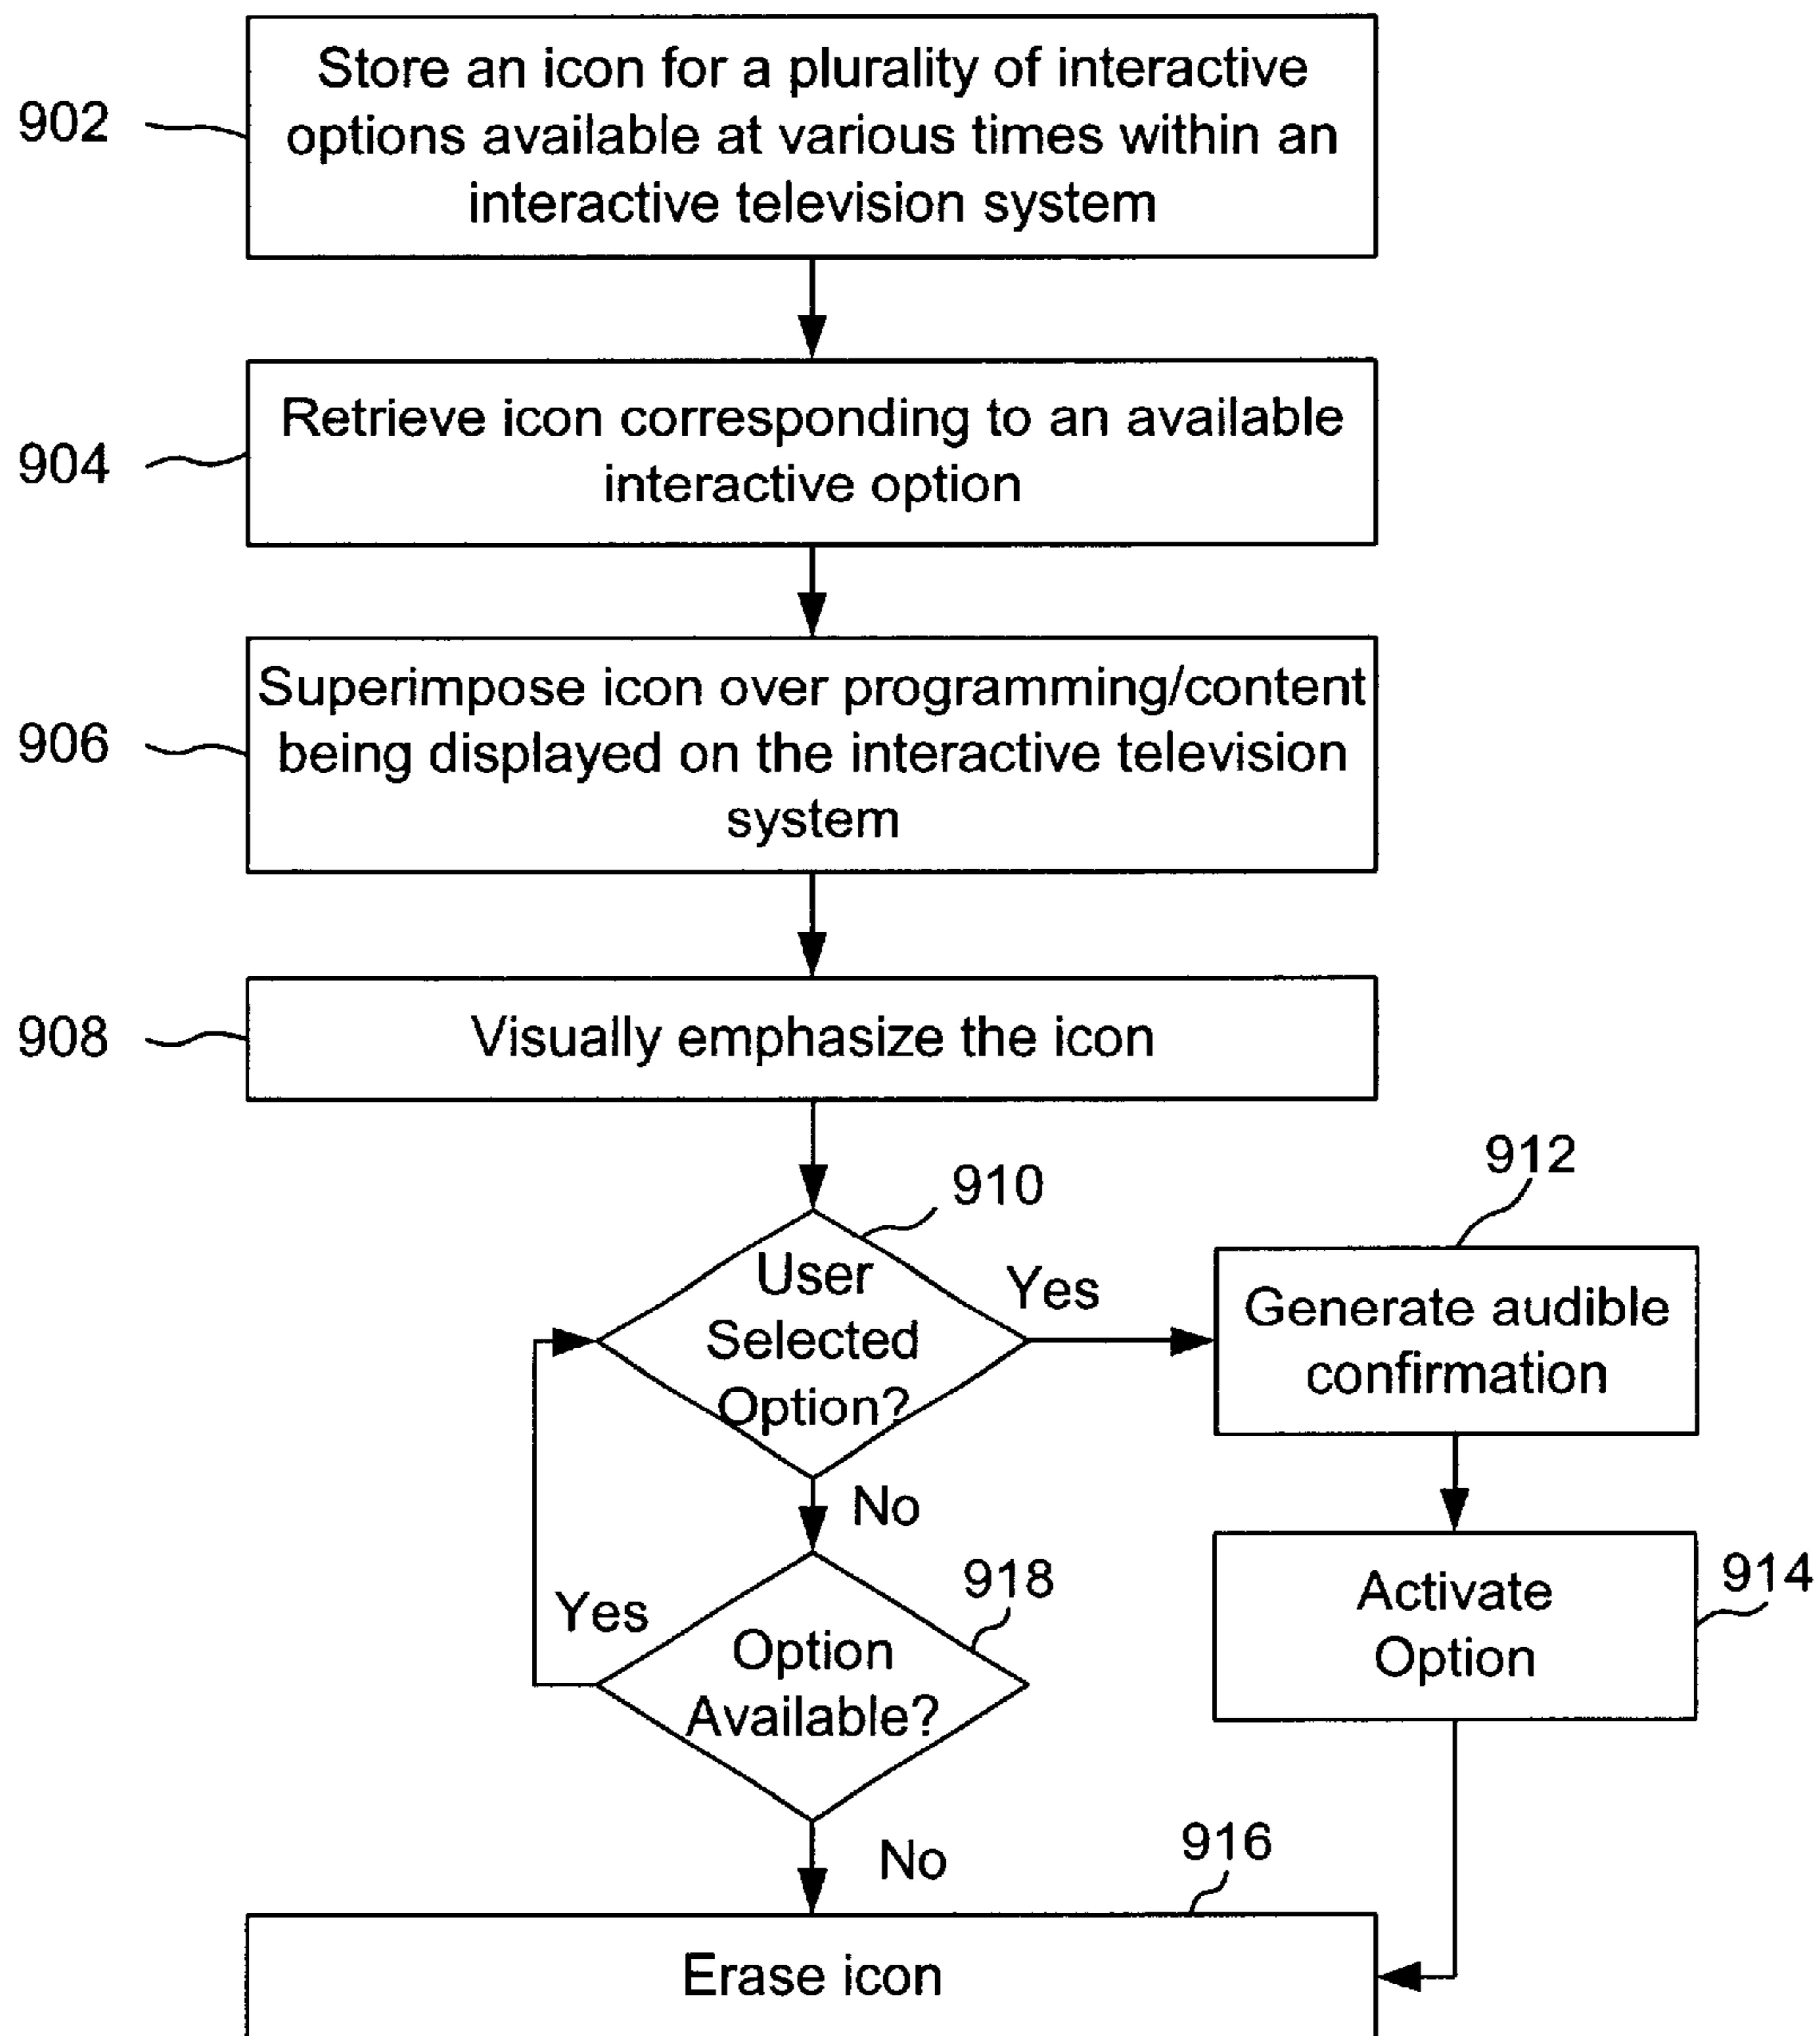 902
Store an icon for a plurality of interactive
options available at various times within an
interactive television system
904
Retrieve icon corresponding to an available
interactive option
906
Superimpose icon over programming/content
being displayed on the interactive television
system
908
Visually emphasize the icon
910
User
Selected
Option?
Yes
912
Generate audible
confirmation
No
918
Option
Available?
Yes
914
Activate
Option
No
916
Erase icon